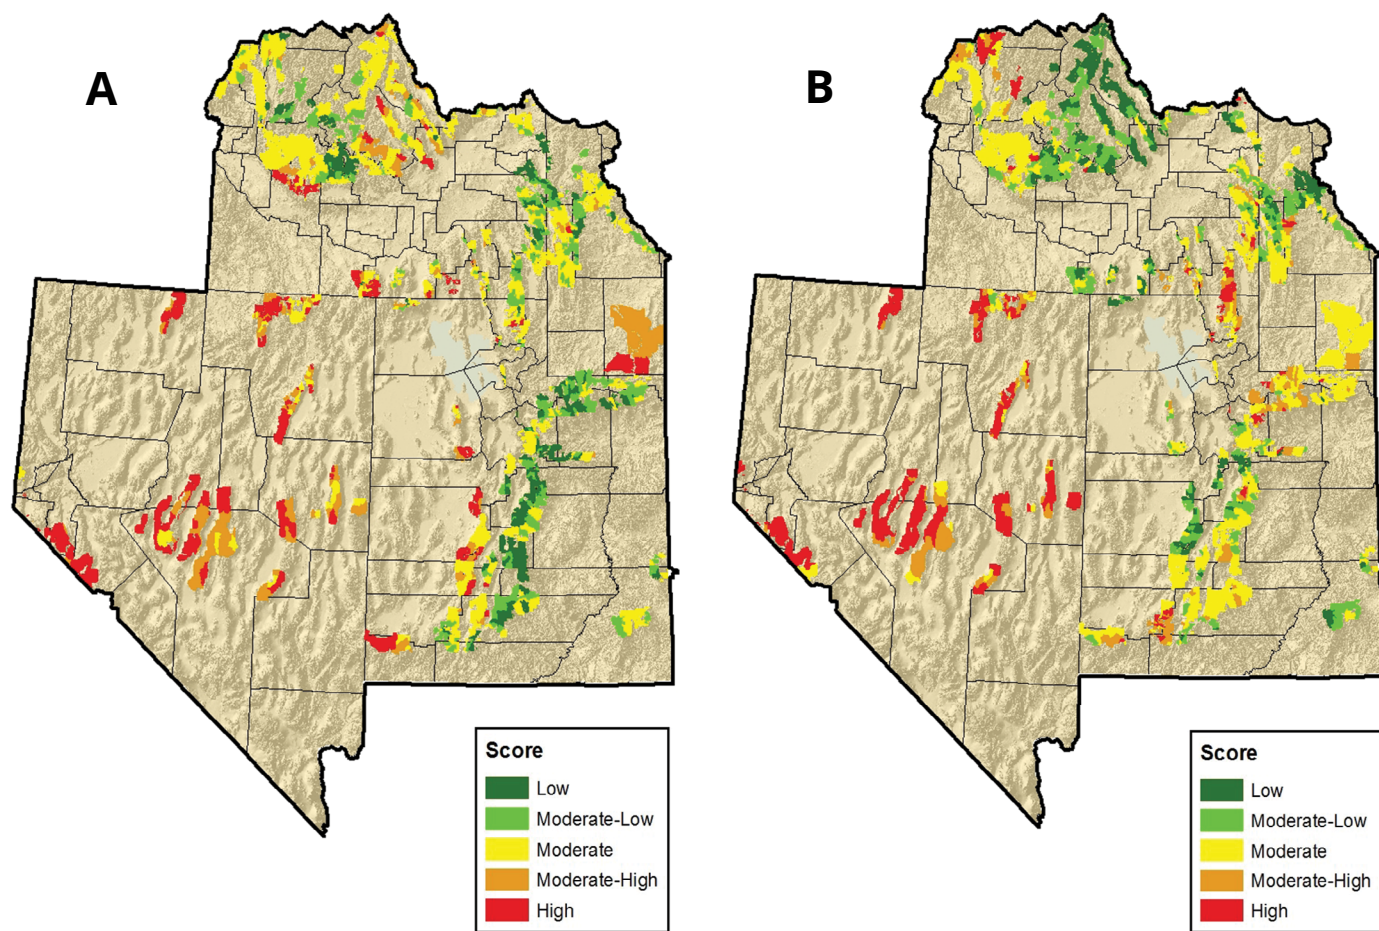 A
B
Score
Low
Moderate-Low
Moderate
Moderate-High
High
Score
Low
Moderate-Low
Moderate
Moderate-High
High